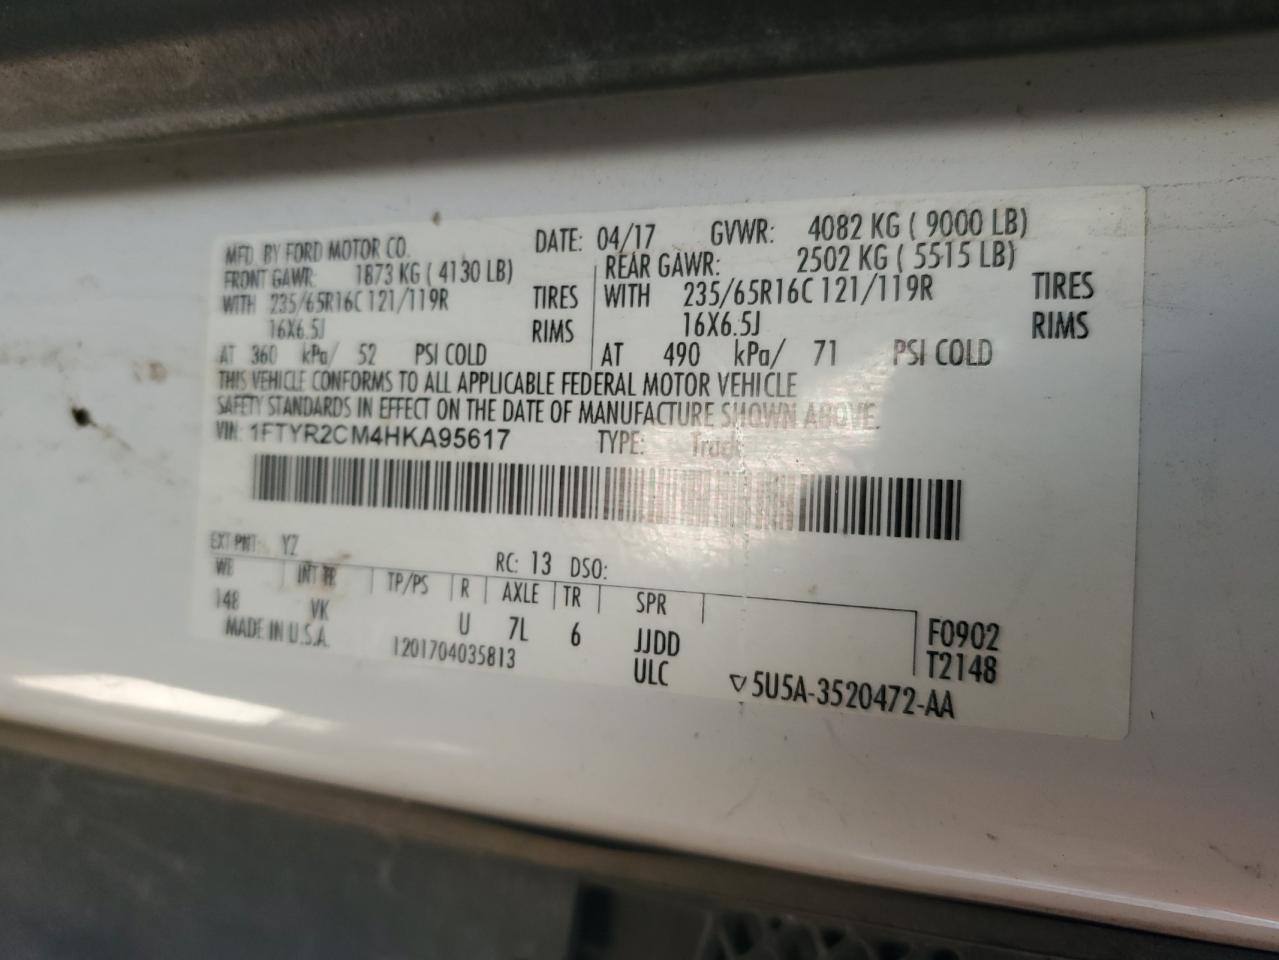 MFD. BY FORD MOTOR CO. DATE: 04/17 GVWR: 4082 KG ( 9000 LB)
FRONT GAWR: 1873 KG ( 4130 LB) REAR GAWR: 2502 KG ( 5515 LB)
WITH 235/65R16C 121/119R TIRES WITH 235/65R16C 121/119R TIRES
16X6.5J RIMS 16X6.5J RIMS
AT 360 kPa/ 52 PSI COLD AT 490 kPa/ 71 PSI COLD
THIS VEHICLE CONFORMS TO ALL APPLICABLE FEDERAL MOTOR VEHICLE
SAFETY STANDARDS IN EFFECT ON THE DATE OF MANUFACTURE SHOWN ABOVE.
VIN: 1FTYR2CM4HKA95617 TYPE: Truck
EXT PNT: YZ RC: 13 DSO:
WB INT TR TP/PS R AXLE TR SPR
148 VK U 7L 6 JJDD F0902
MADE IN U.S.A. 1201704035813 ULC T2148
▽ 5U5A-3520472-AA